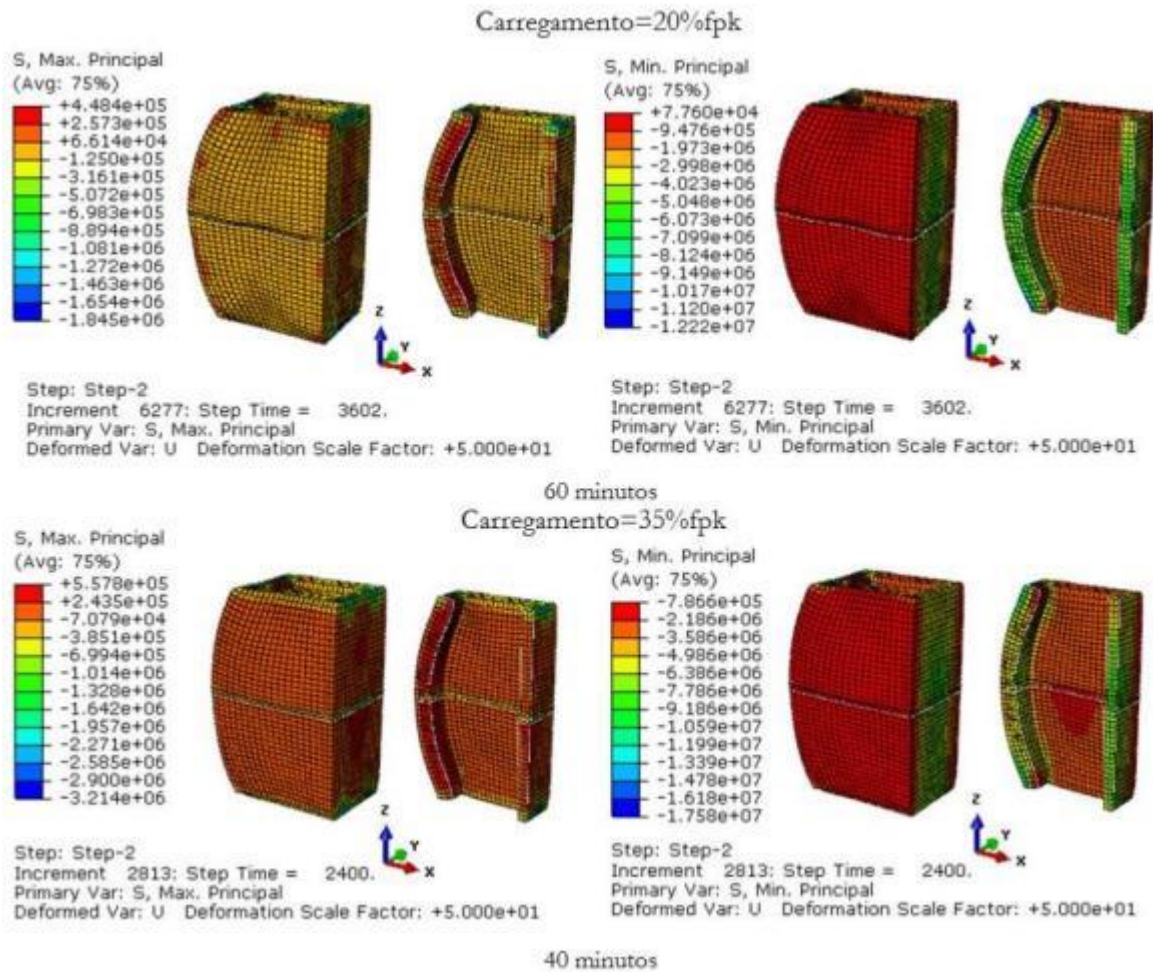 Carregamento=20%fpk
S, Max. Principal
(Avg: 75%)
+4.484e+05
+2.573e+05
+6.614e+04
-1.250e+05
-3.161e+05
-5.072e+05
-6.983e+05
-8.894e+05
-1.081e+06
-1.272e+06
-1.463e+06
-1.654e+06
-1.845e+06
Z
Y
X
Step: Step-2
Increment 6277: Step Time = 3602.
Primary Var: S, Max. Principal
Deformed Var: U Deformation Scale Factor: +5.000e+01
S, Min. Principal
(Avg: 75%)
+7.760e+04
-9.476e+05
-1.973e+06
-2.998e+06
-4.023e+06
-5.048e+06
-6.073e+06
-7.099e+06
-8.124e+06
-9.149e+06
-1.017e+07
-1.120e+07
-1.222e+07
Z
Y
X
Step: Step-2
Increment 6277: Step Time = 3602.
Primary Var: S, Min. Principal
Deformed Var: U Deformation Scale Factor: +5.000e+01
60 minutos
Carregamento=35%fpk
S, Max. Principal
(Avg: 75%)
+5.578e+05
+2.435e+05
-7.079e+04
-3.851e+05
-6.994e+05
-1.014e+06
-1.328e+06
-1.642e+06
-1.957e+06
-2.271e+06
-2.585e+06
-2.900e+06
-3.214e+06
Z
Y
X
Step: Step-2
Increment 2813: Step Time = 2400.
Primary Var: S, Max. Principal
Deformed Var: U Deformation Scale Factor: +5.000e+01
S, Min. Principal
(Avg: 75%)
-7.866e+05
-2.186e+06
-3.586e+06
-4.986e+06
-6.386e+06
-7.786e+06
-9.186e+06
-1.059e+07
-1.199e+07
-1.339e+07
-1.478e+07
-1.618e+07
-1.758e+07
Z
Y
X
Step: Step-2
Increment 2813: Step Time = 2400.
Primary Var: S, Min. Principal
Deformed Var: U Deformation Scale Factor: +5.000e+01
40 minutos